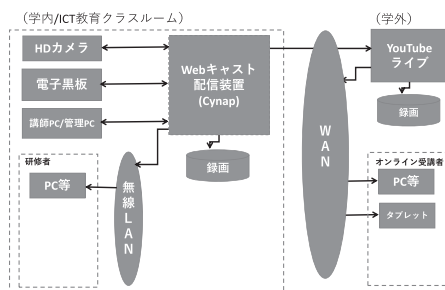 （学内/ICT教育クラスルーム）
（学外）
HDカメラ
電子黒板
講師PC/管理PC
Webキャスト
配信装置
(Cynap)
録画
WAN
YouTube
ライブ
録画
研修者
PC等
無線LAN
オンライン受講者
PC等
タブレット